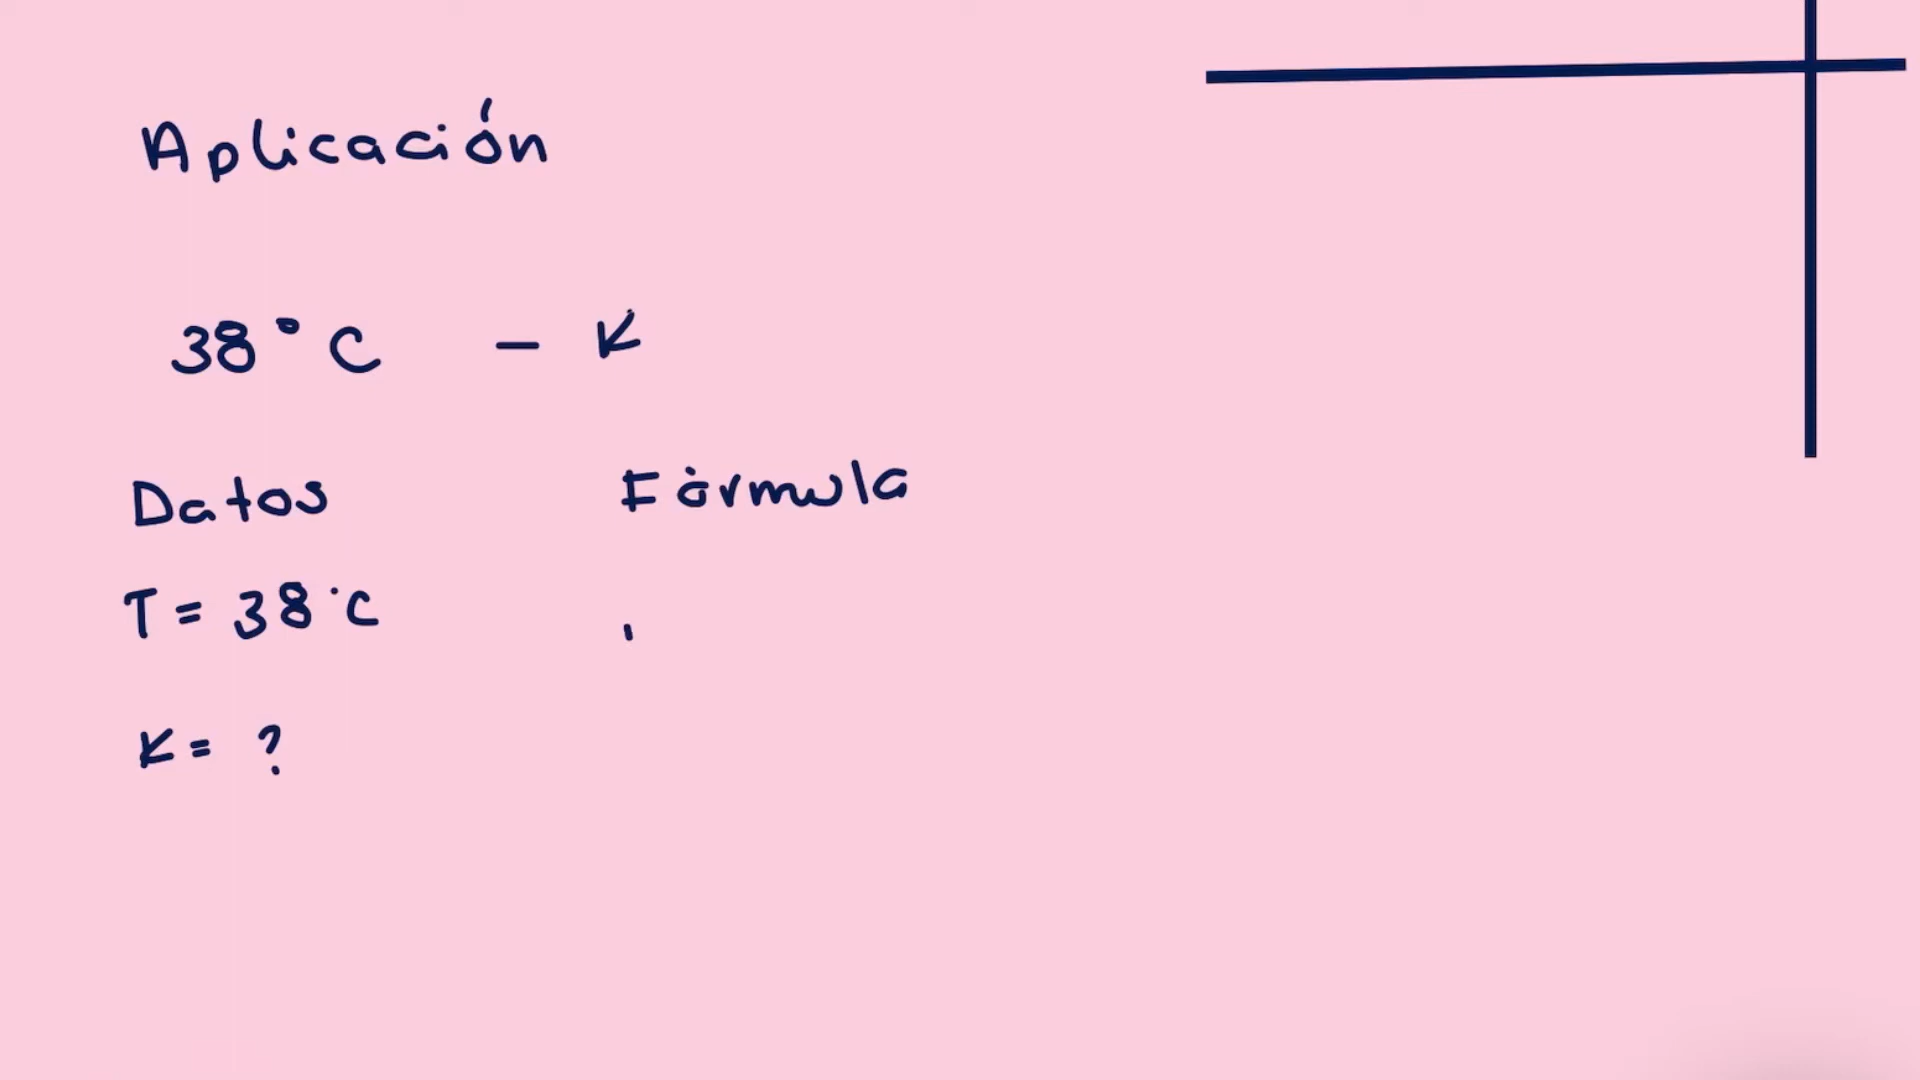 Aplicación
38°C - K
Datos Fórmula
T = 38°C
K = ?